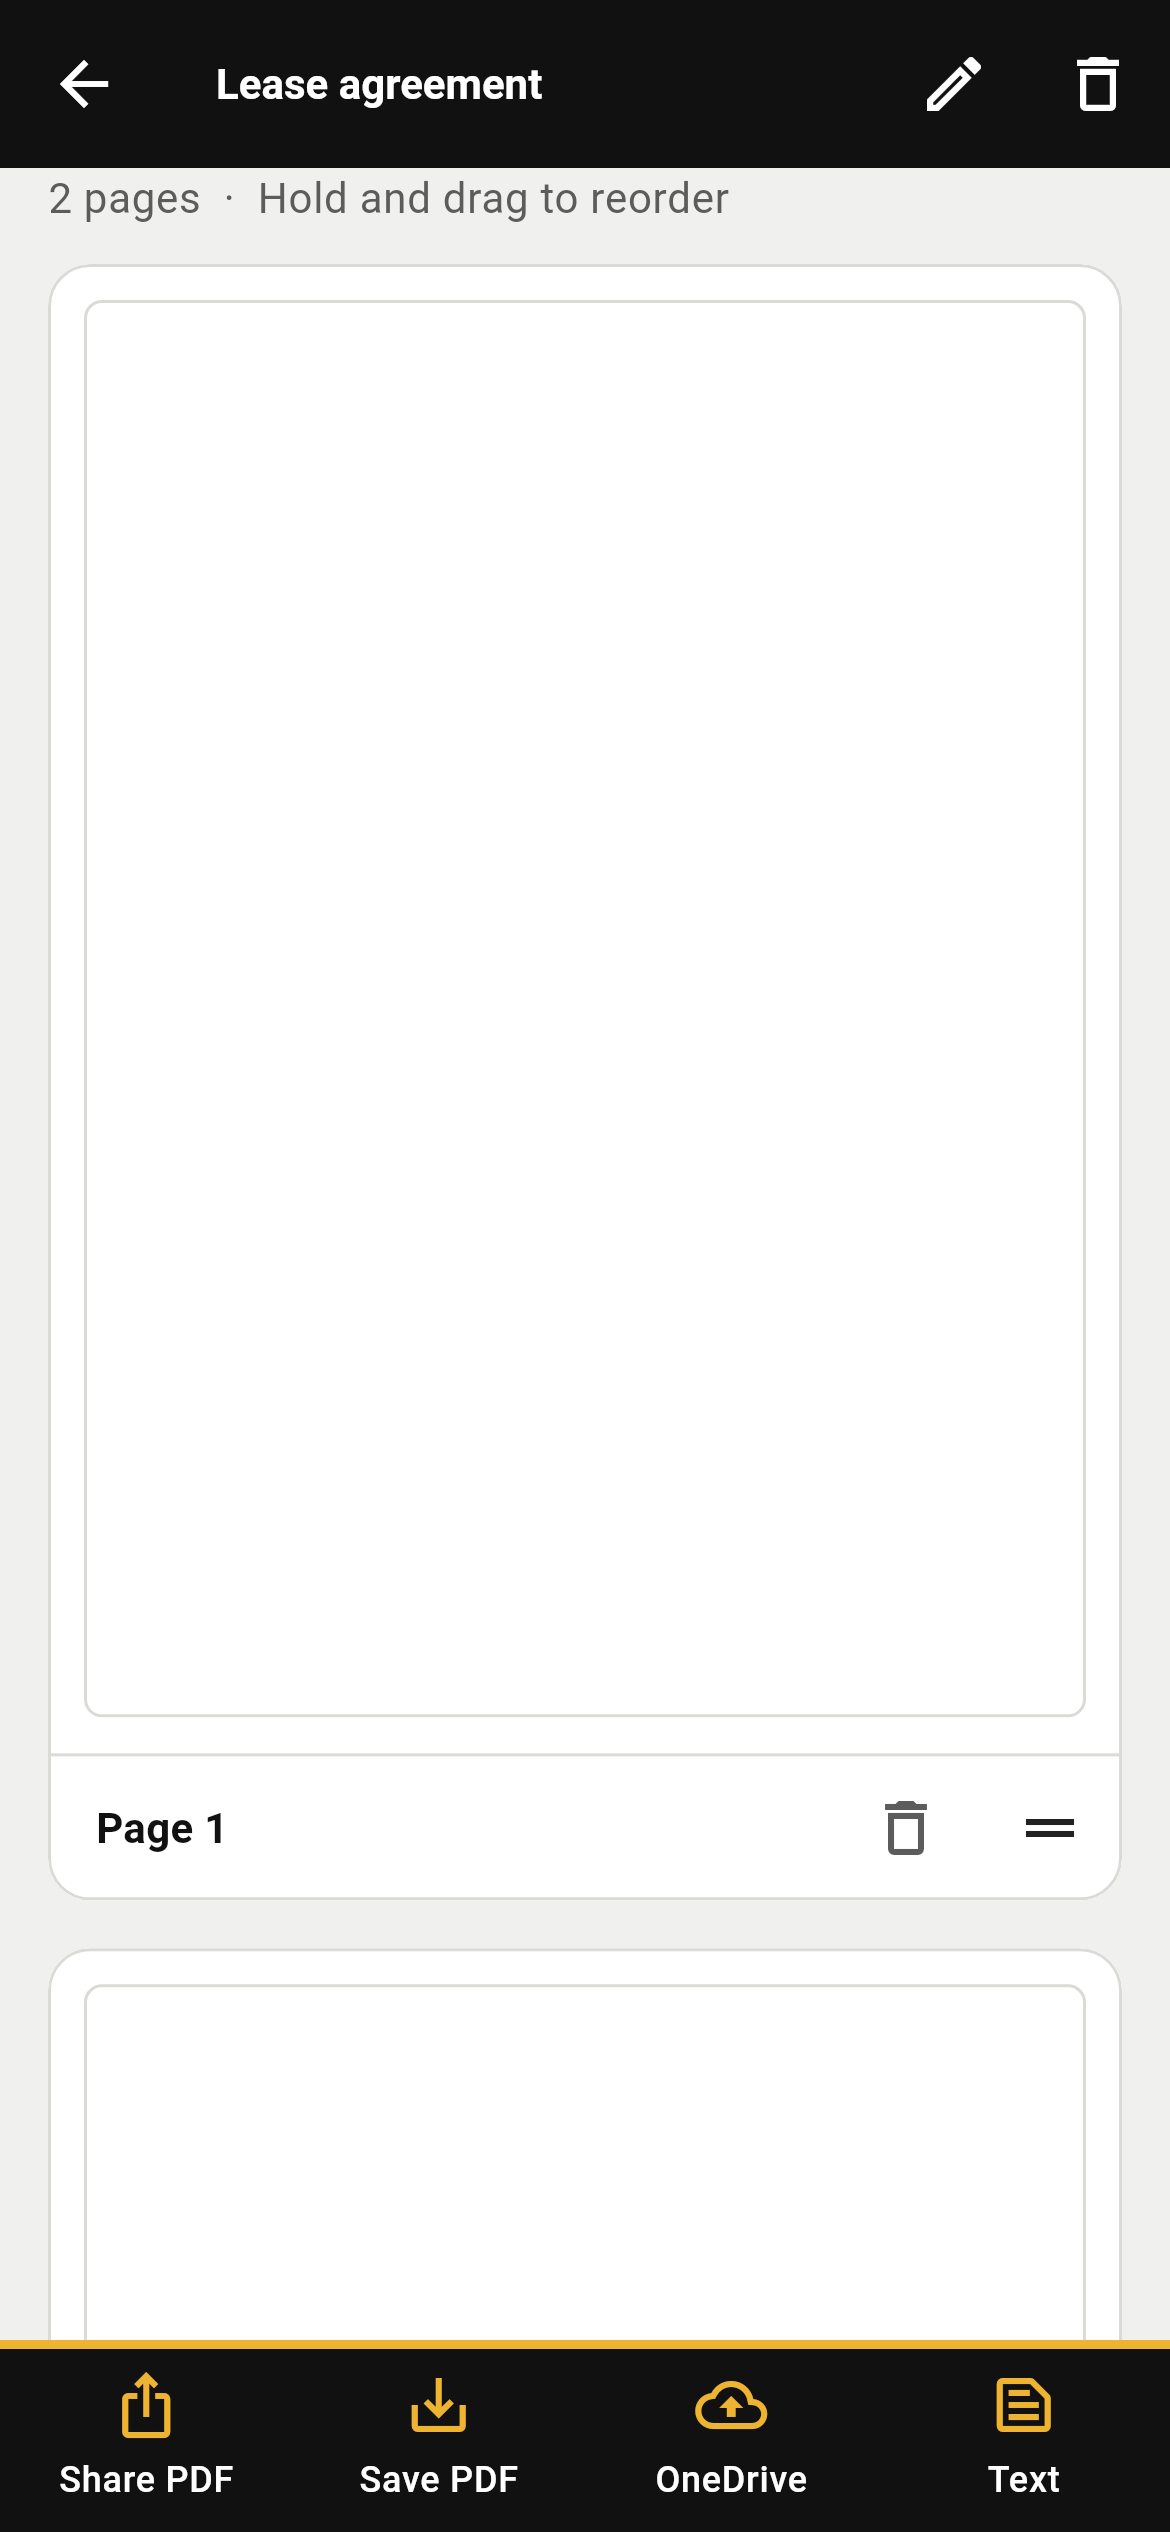 Lease agreement
2 pages · Hold and drag to reorder
Page 1
Share PDF
Save PDF
OneDrive
Text